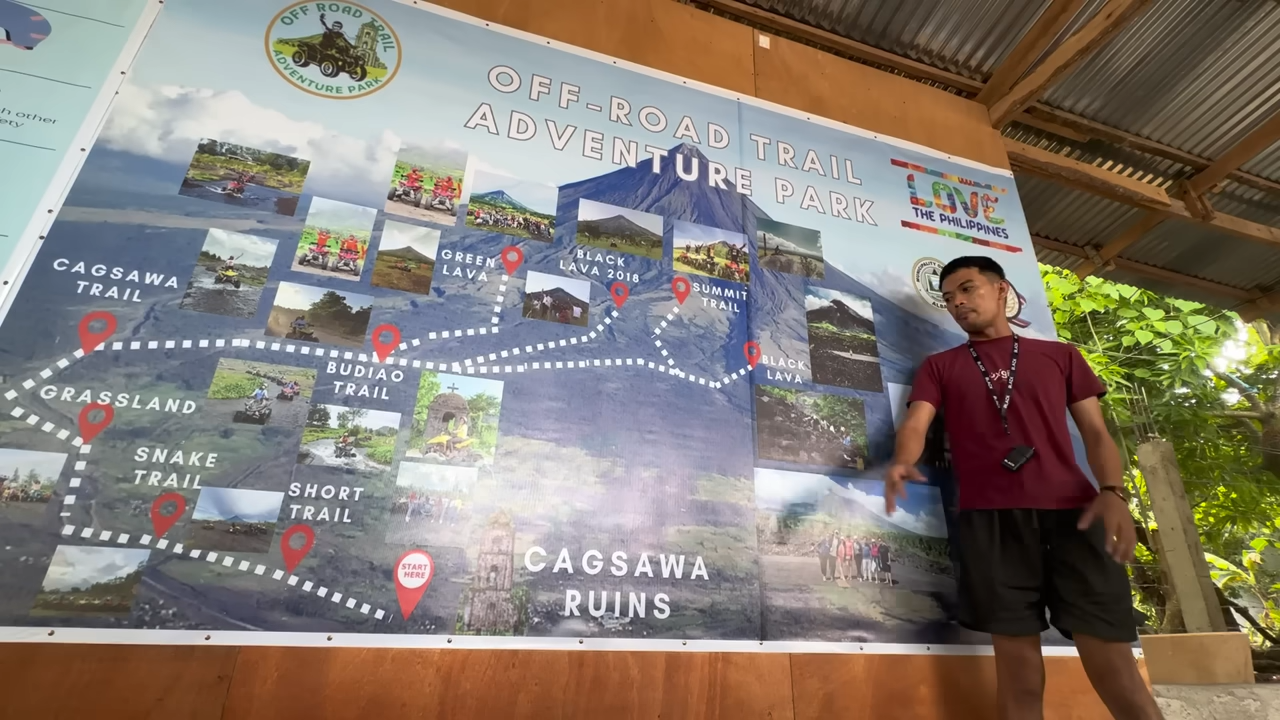 h other
ety
OFF ROAD TRAIL
ADVENTURE PARK
OFF-ROAD TRAIL
ADVENTURE PARK
LOVE
THE PHILIPPINES
CAGSAWA
TRAIL
GREEN
LAVA
BLACK
LAVA 2018
SUMMIT
TRAIL
BLACK
LAVA
BUDIAO
TRAIL
GRASSLAND
SNAKE
TRAIL
SHORT
TRAIL
START
HERE
CAGSAWA
RUINS